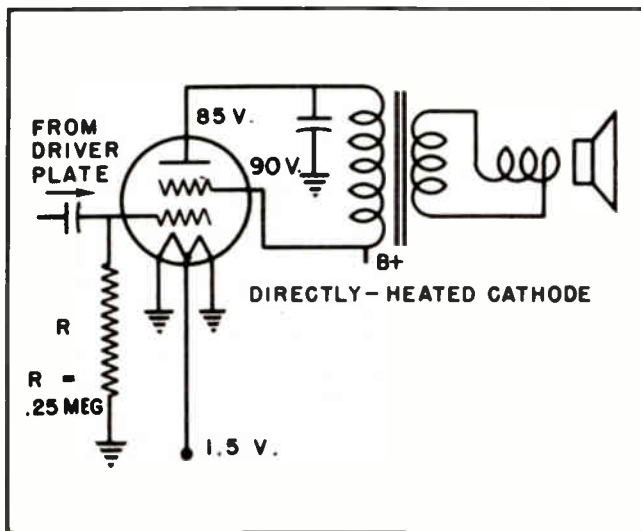 85 V.
FROM
DRIVER
PLATE
90 V.
B+
DIRECTLY-HEATED CATHODE
R
R =
.25 MEG
1.5 V.